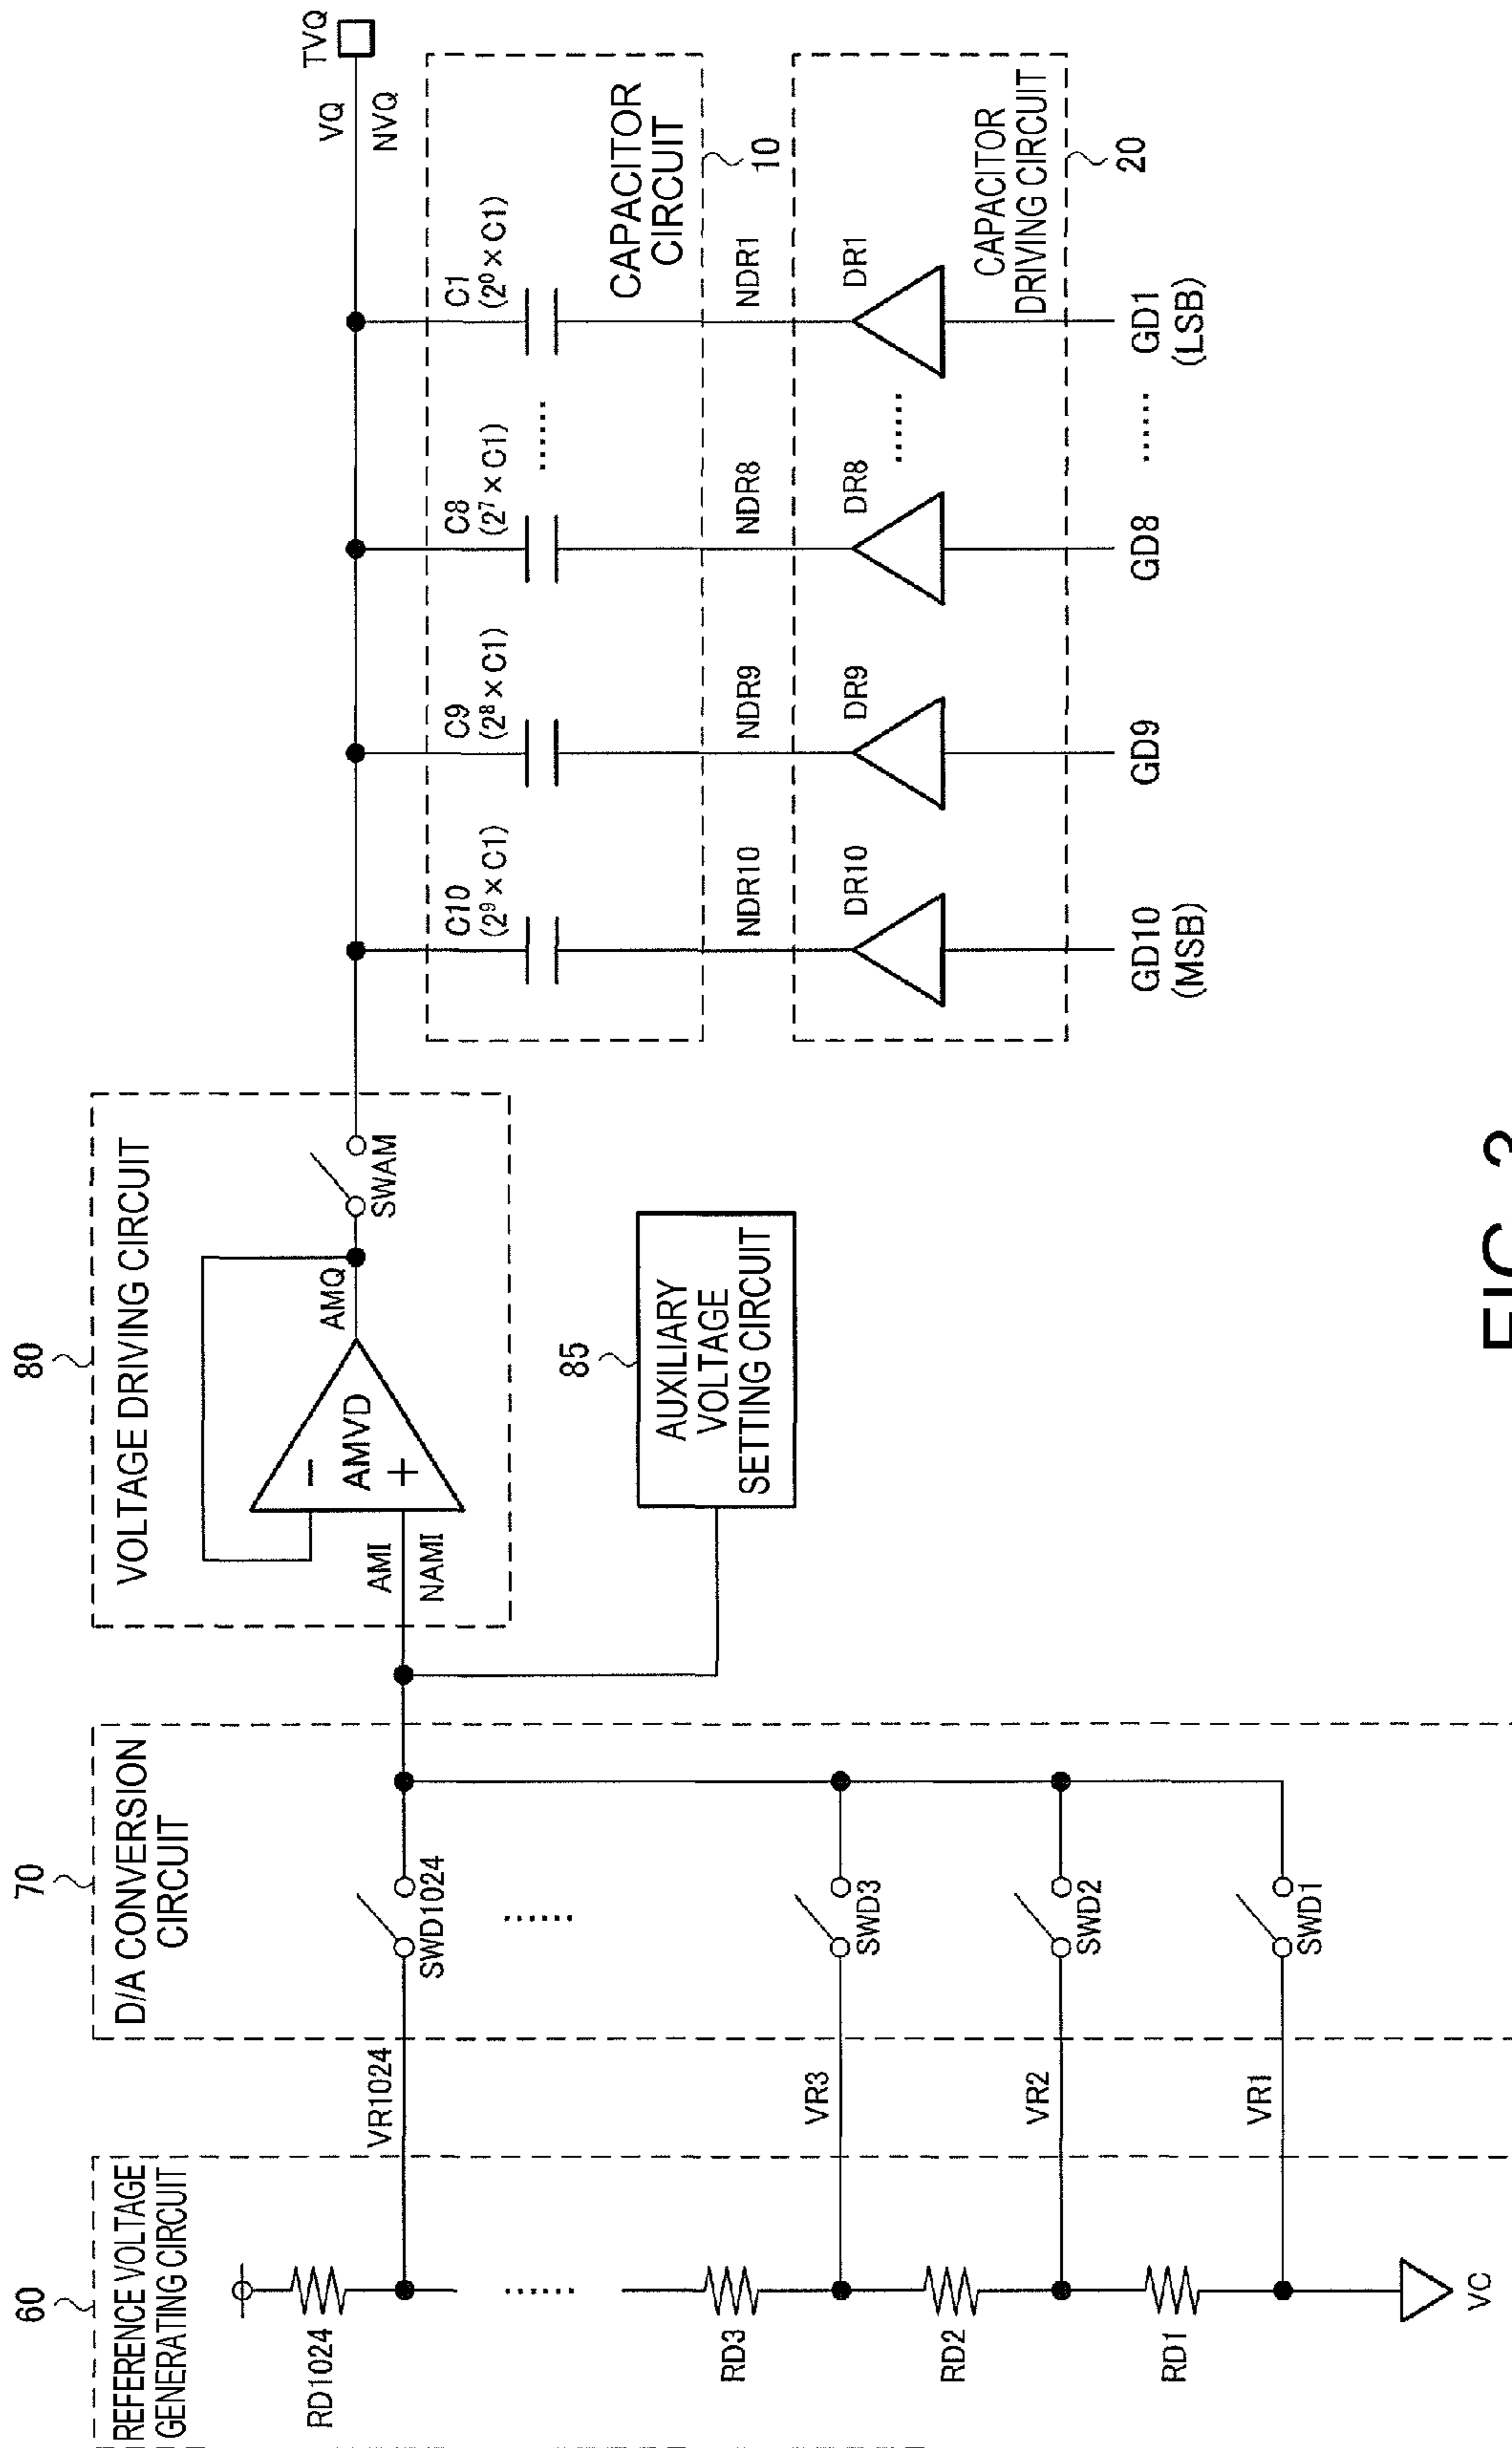 60
REFERENCE VOLTAGE
GENERATING CIRCUIT
RD1024
......
RD3
RD2
RD1
VC
VR1024
VR3
VR2
VR1
70
D/A CONVERSION
CIRCUIT
SWD1024
......
SWD3
SWD2
SWD1
80
VOLTAGE DRIVING CIRCUIT
AMI
NAMI
−
AMVD
+
AMQ
SWAM
85
AUXILIARY
VOLTAGE
SETTING CIRCUIT
VQ
NVQ
TVQ
C10
(2⁹ × C1)
C9
(2⁸ × C1)
C8
(2⁷ × C1)
......
C1
(2⁰ × C1)
CAPACITOR
CIRCUIT
10
NDR10
NDR9
NDR8
NDR1
DR10
DR9
DR8
......
DR1
CAPACITOR
DRIVING CIRCUIT
20
GD10
(MSB)
GD9
GD8
......
GD1
(LSB)